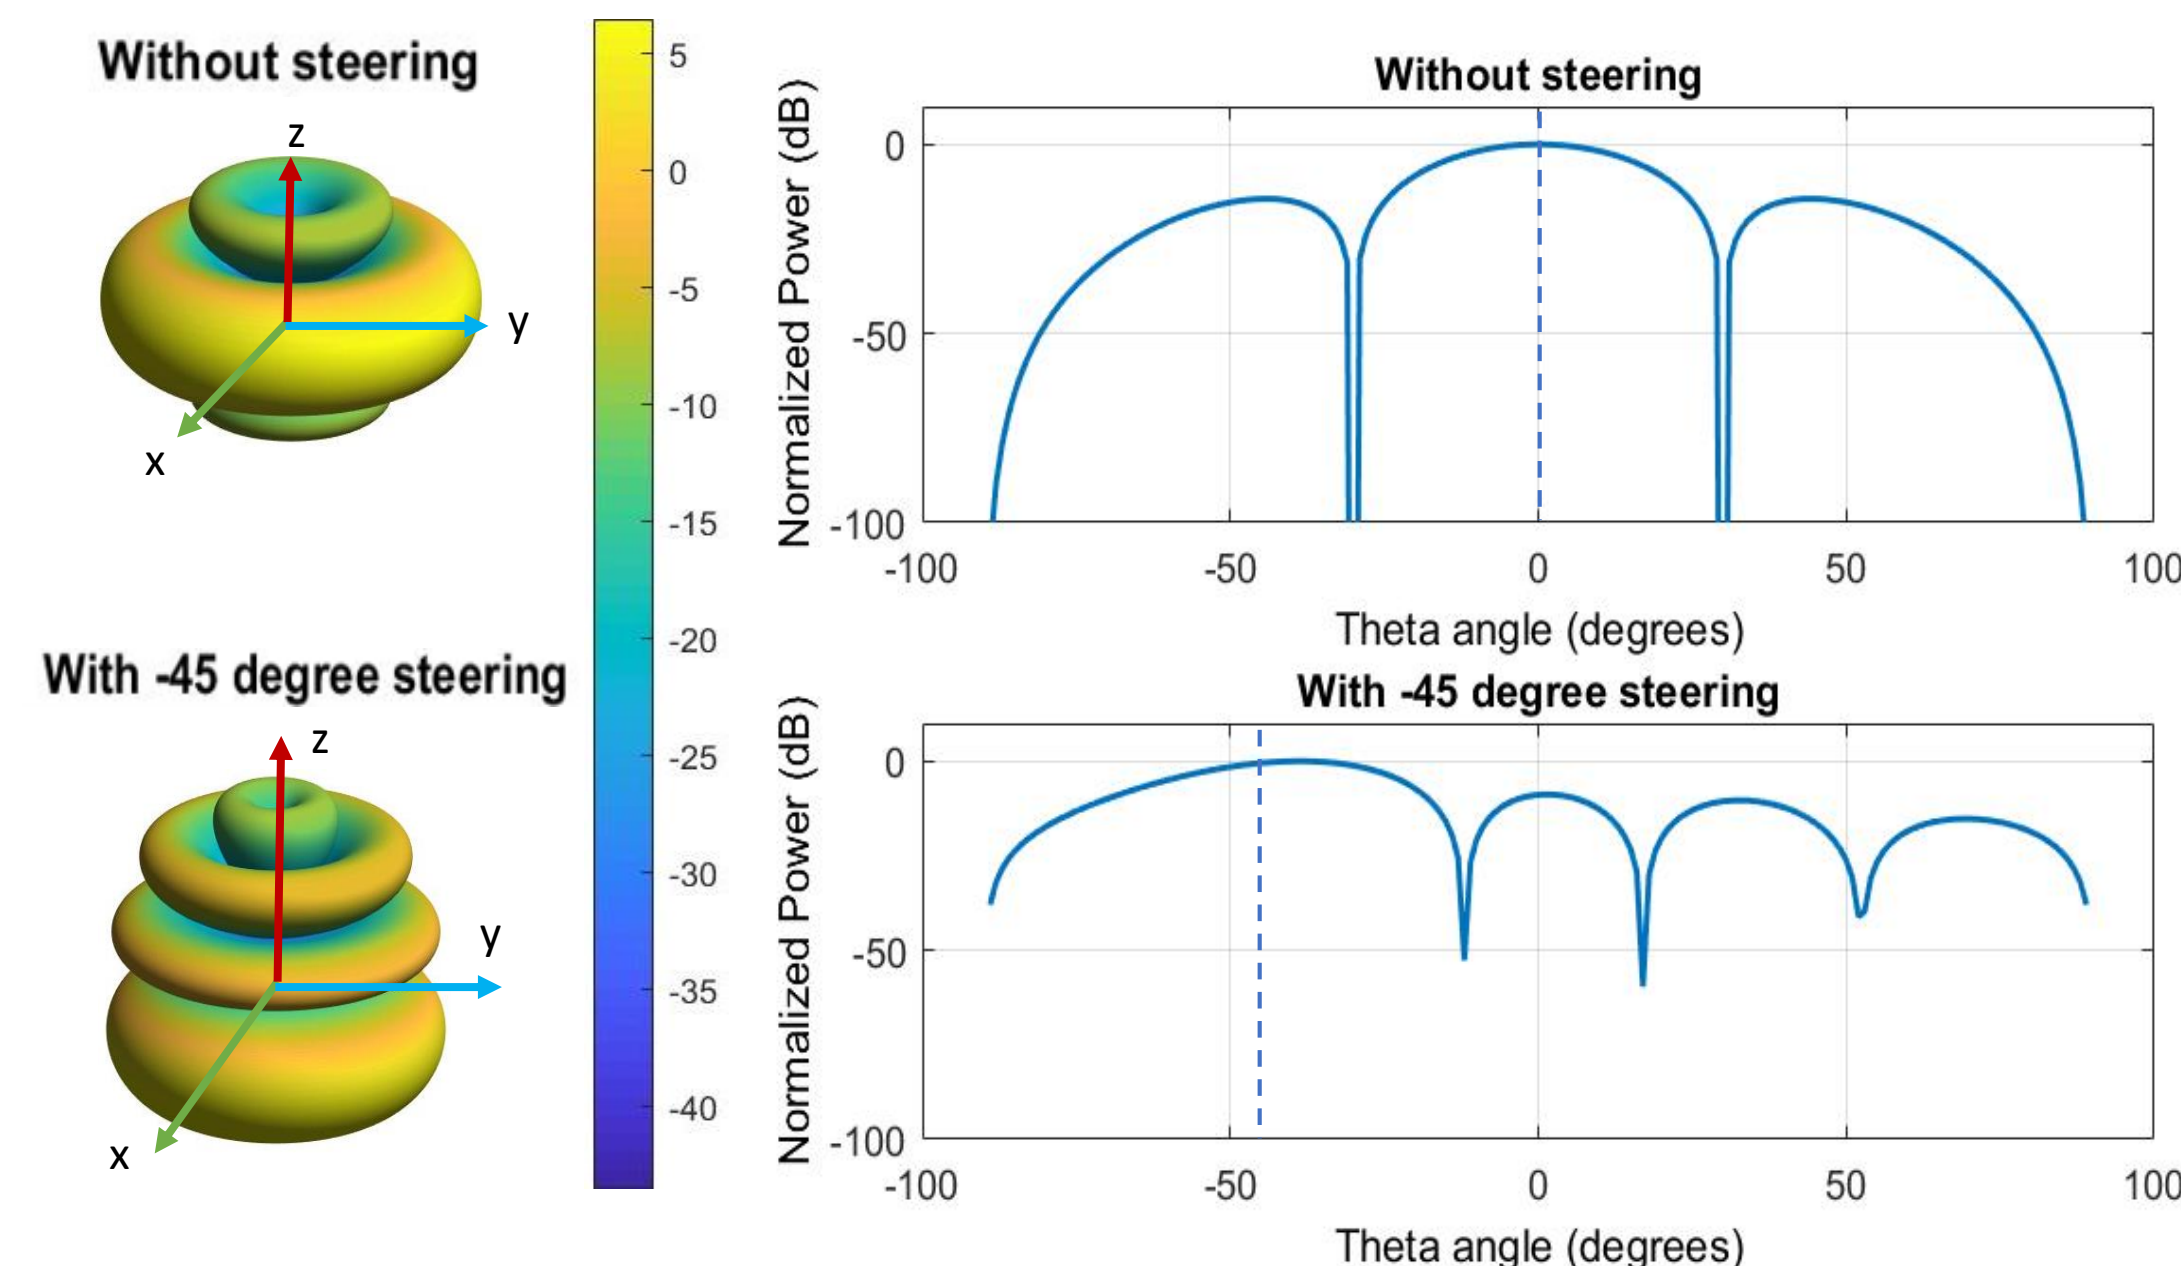 Without steering
z
y
x
With -45 degree steering
z
y
x
5
0
-5
-10
-15
-20
-25
-30
-35
-40
Without steering
Normalized Power (dB)
0
-50
-100
-100 -50 0 50 100
Theta angle (degrees)
With -45 degree steering
Normalized Power (dB)
0
-50
-100
-100 -50 0 50 100
Theta angle (degrees)